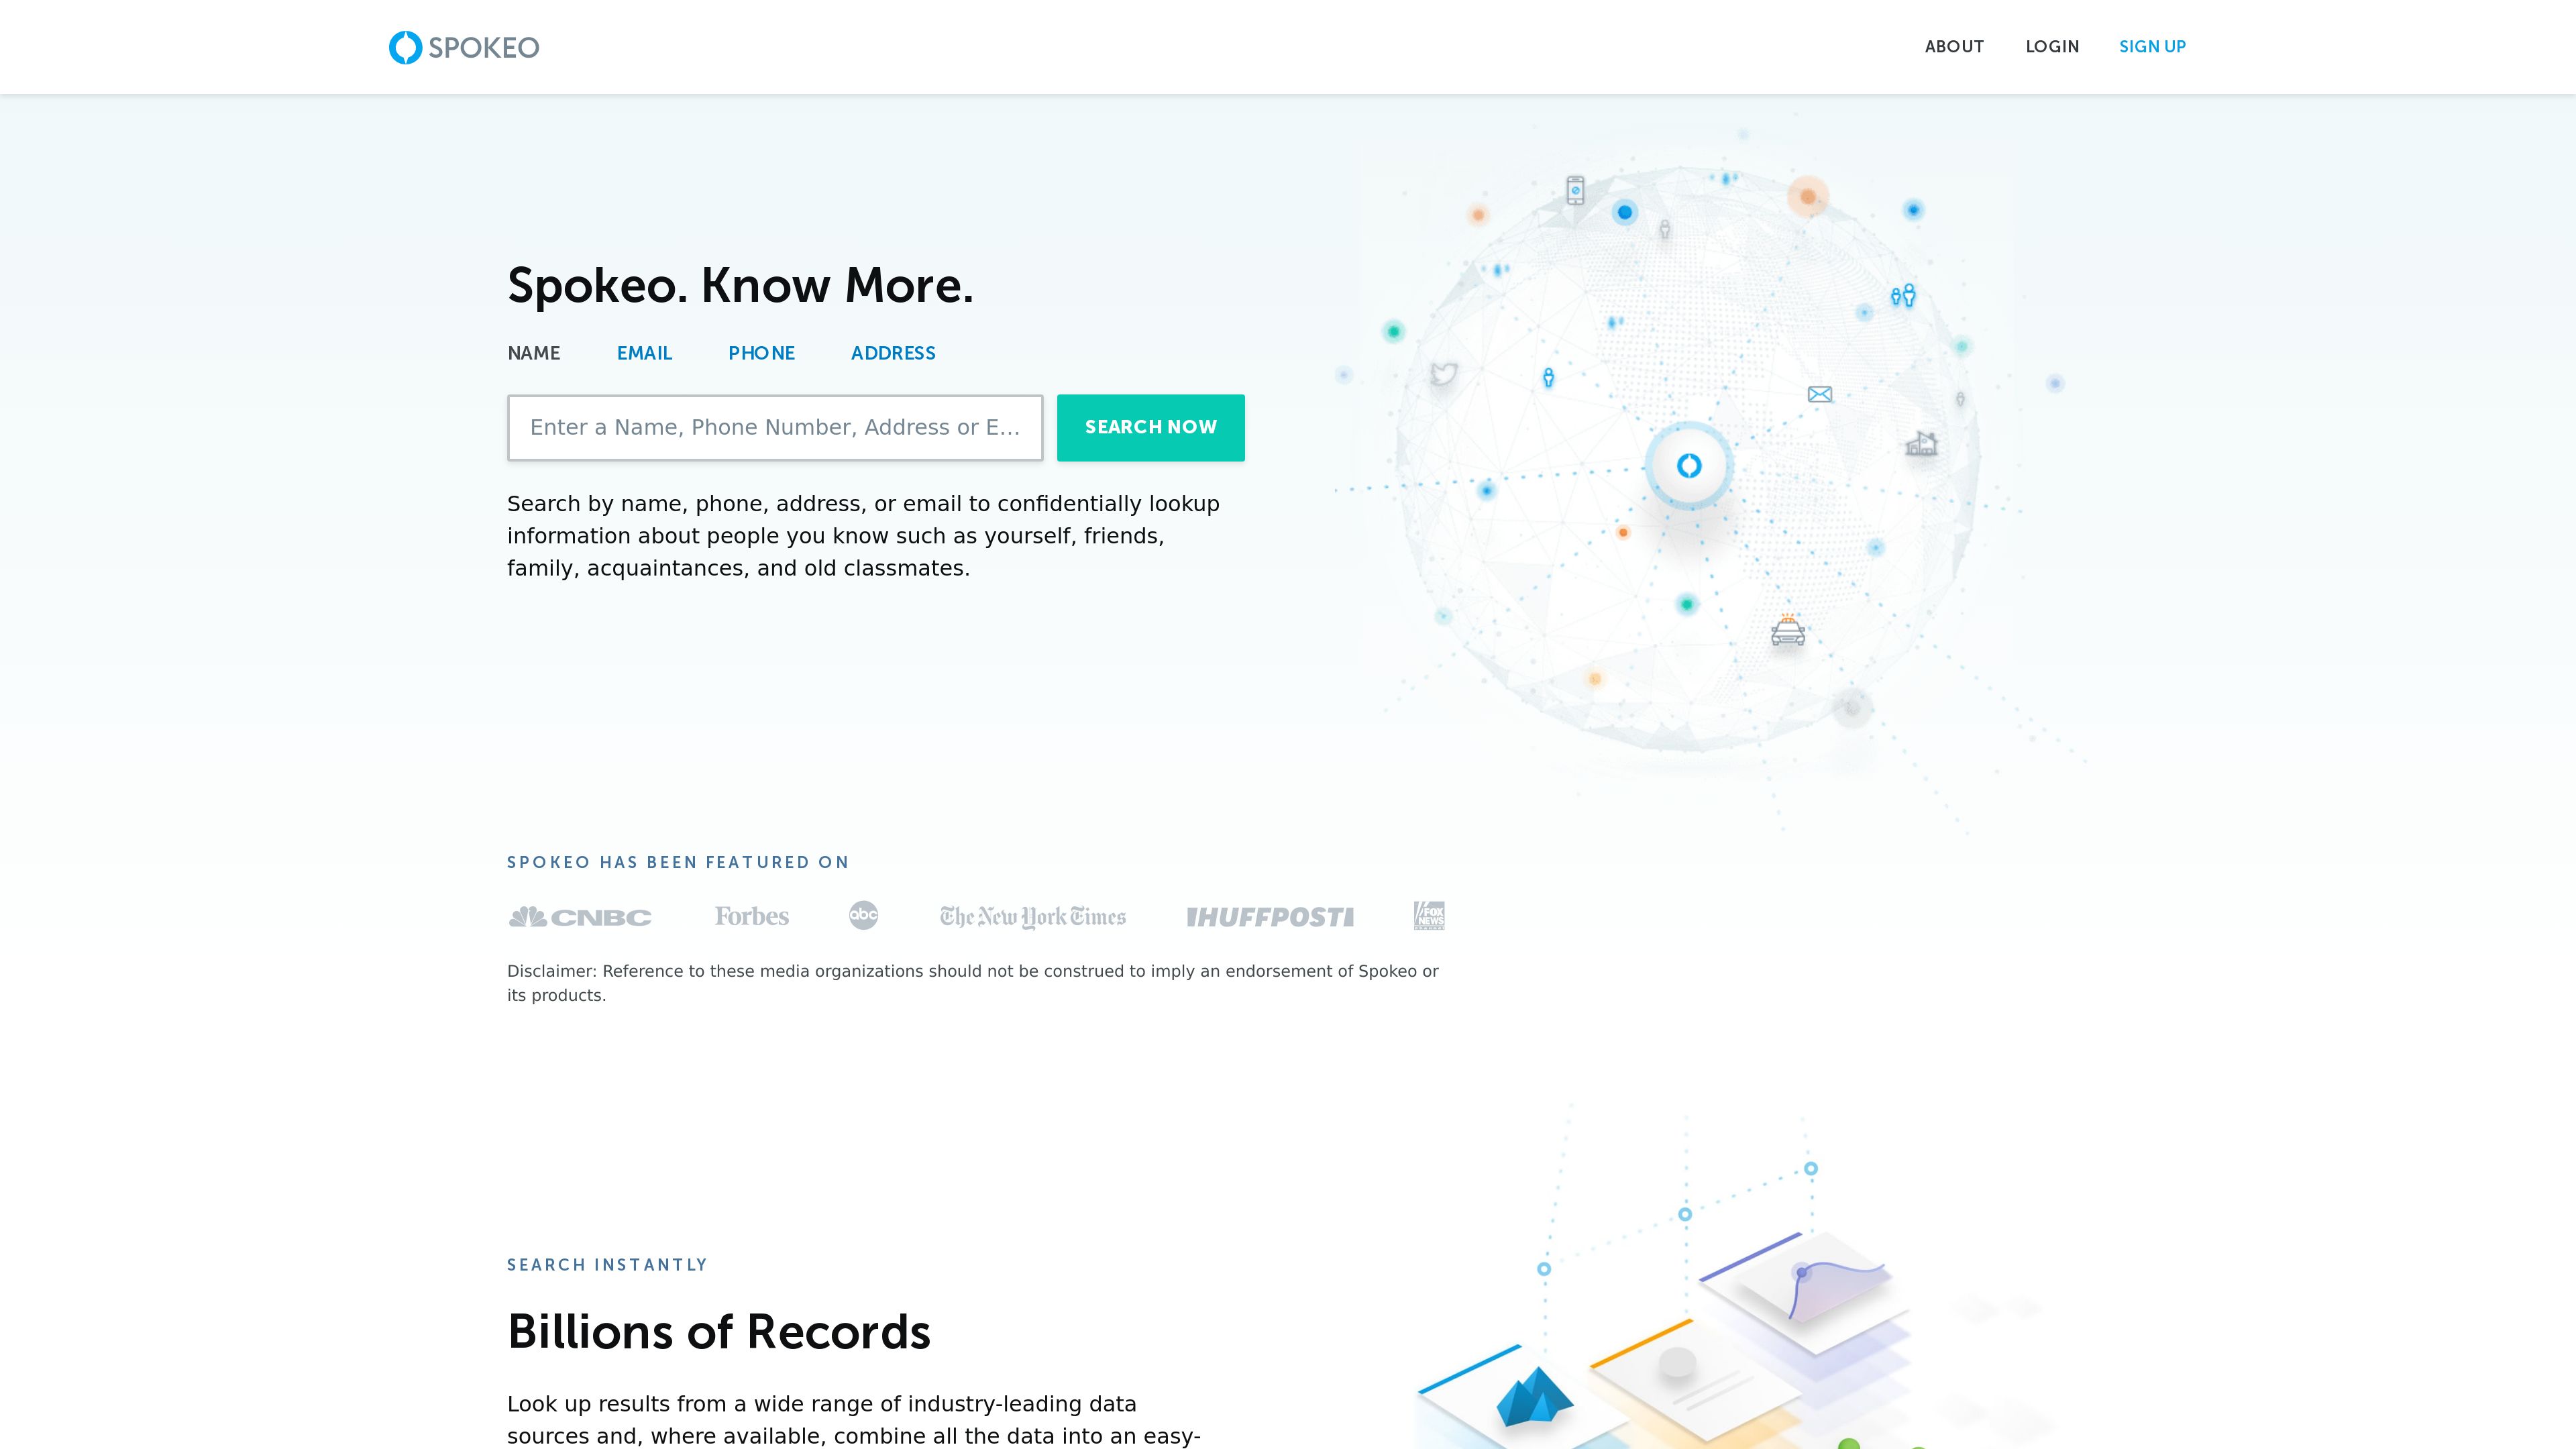 SPOKEO
ABOUT LOGIN SIGN UP
Spokeo. Know More.
NAME EMAIL PHONE ADDRESS
Enter a Name, Phone Number, Address or E...
SEARCH NOW
Search by name, phone, address, or email to confidentially lookup
information about people you know such as yourself, friends,
family, acquaintances, and old classmates.
SPOKEO HAS BEEN FEATURED ON
CNBC Forbes abc The New York Times HUFFPOST FOX NEWS
Disclaimer: Reference to these media organizations should not be construed to imply an endorsement of Spokeo or
its products.
SEARCH INSTANTLY
Billions of Records
Look up results from a wide range of industry-leading data
sources and, where available, combine all the data into an easy-